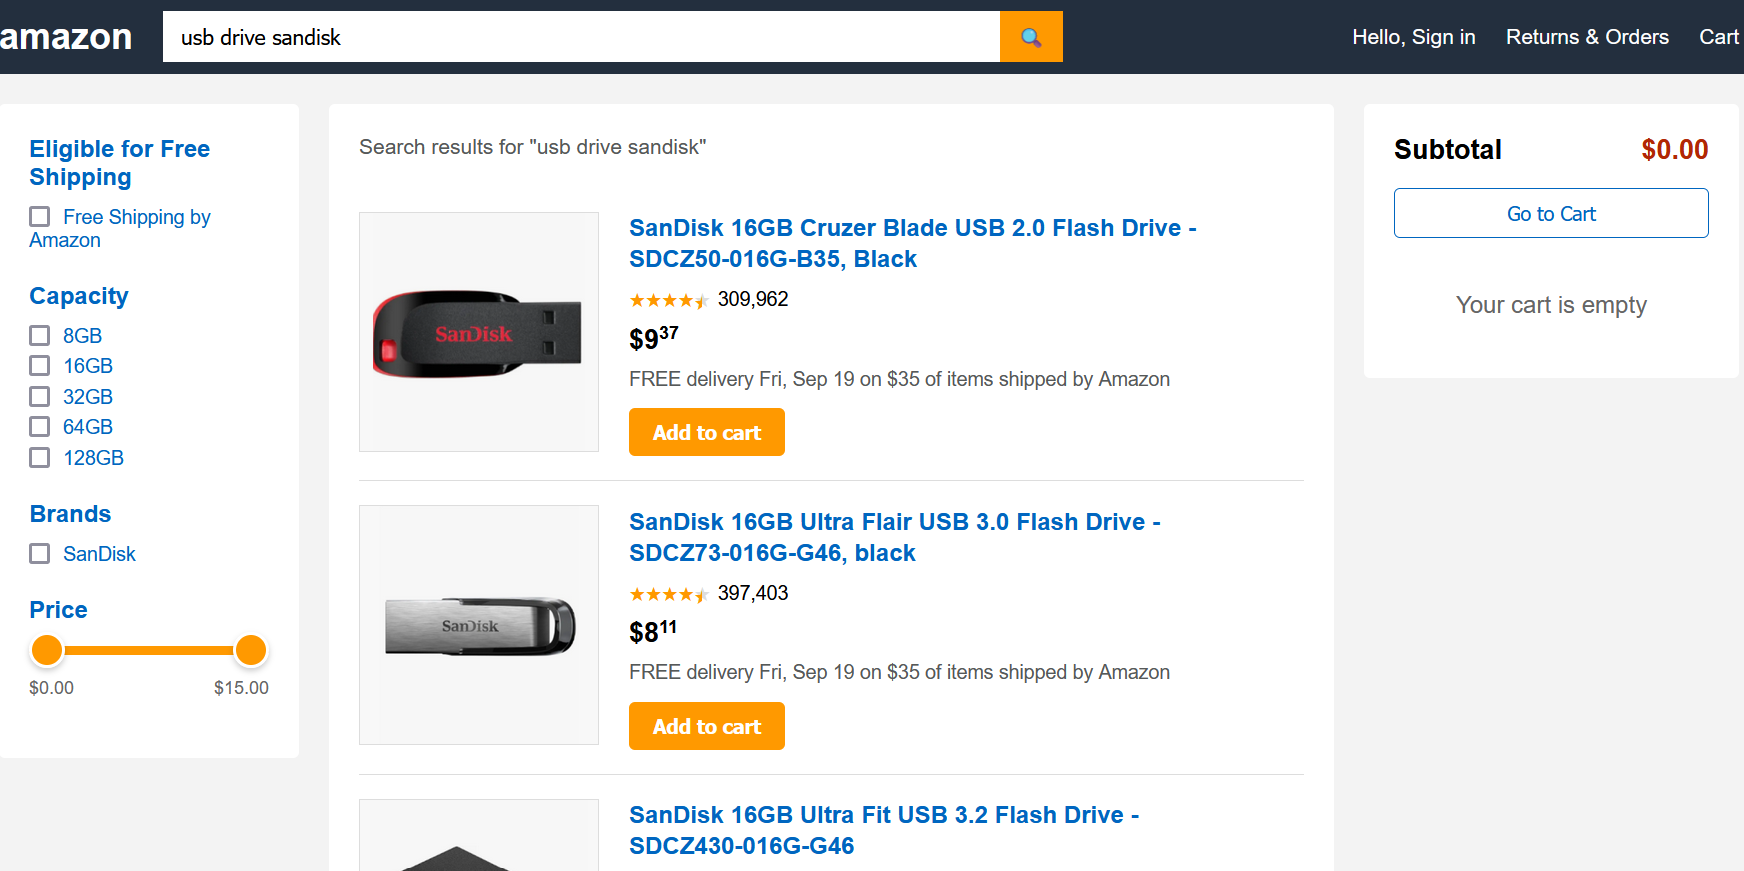 amazon
usb drive sandisk
Hello, Sign in
Returns & Orders
Cart
Eligible for Free
Shipping
Free Shipping by
Amazon
Capacity
8GB
16GB
32GB
64GB
128GB
Brands
SanDisk
Price
$0.00
$15.00
Search results for "usb drive sandisk"
SanDisk
SanDisk 16GB Cruzer Blade USB 2.0 Flash Drive -
SDCZ50-016G-B35, Black
309,962
$937
FREE delivery Fri, Sep 19 on $35 of items shipped by Amazon
Add to cart
SanDisk
SanDisk 16GB Ultra Flair USB 3.0 Flash Drive -
SDCZ73-016G-G46, black
397,403
$811
FREE delivery Fri, Sep 19 on $35 of items shipped by Amazon
Add to cart
SanDisk 16GB Ultra Fit USB 3.2 Flash Drive -
SDCZ430-016G-G46
Subtotal
$0.00
Go to Cart
Your cart is empty